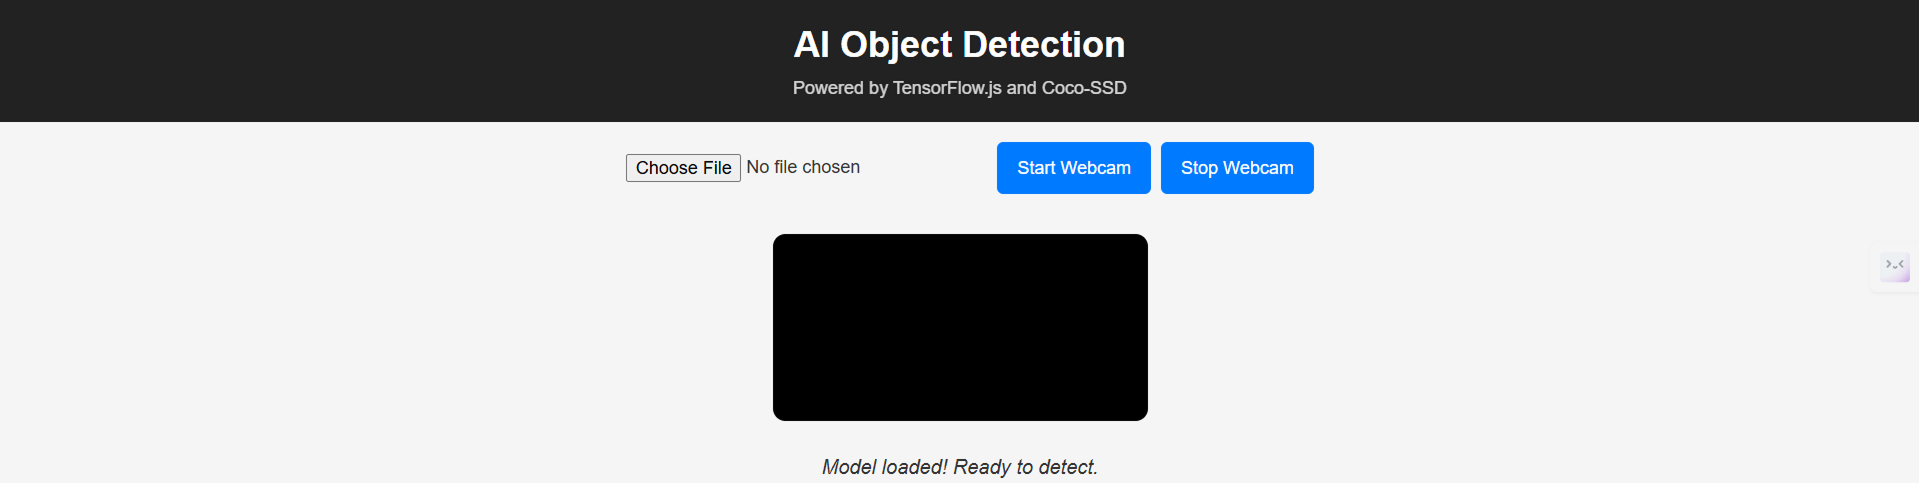 AI Object Detection
Powered by TensorFlow.js and Coco-SSD
Choose File No file chosen
Start Webcam
Stop Webcam
Model loaded! Ready to detect.